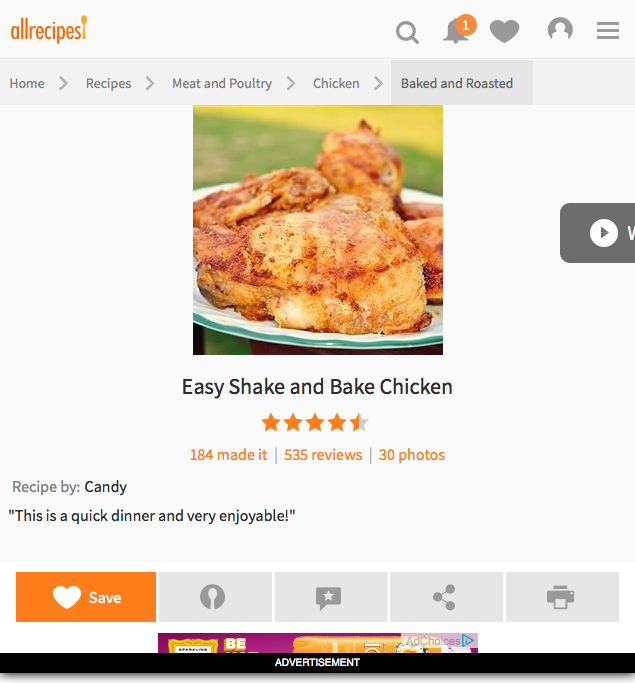 allrecipes
1
Home Recipes Meat and Poultry Chicken Baked and Roasted
W
Easy Shake and Bake Chicken
184 made it | 535 reviews | 30 photos
Recipe by: Candy
"This is a quick dinner and very enjoyable!"
Save
SPARKLING
BE
AdChoices
ADVERTISEMENT